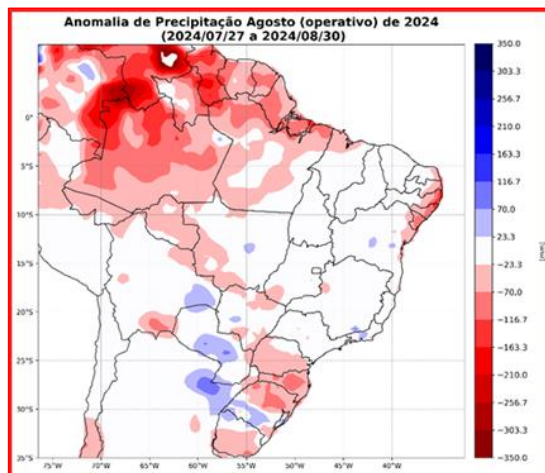 Anomalia de Precipitação Agosto (operativo) de 2024
(2024/07/27 a 2024/08/30)
350.0
303.3
256.7
210.0
163.3
116.7
70.0
23.3
−23.3
−70.0
−116.7
−163.3
−210.0
−256.7
−303.3
−350.0
0°
5°S
10°S
15°S
20°S
25°S
30°S
35°S
75°W
70°W
65°W
60°W
55°W
50°W
45°W
40°W